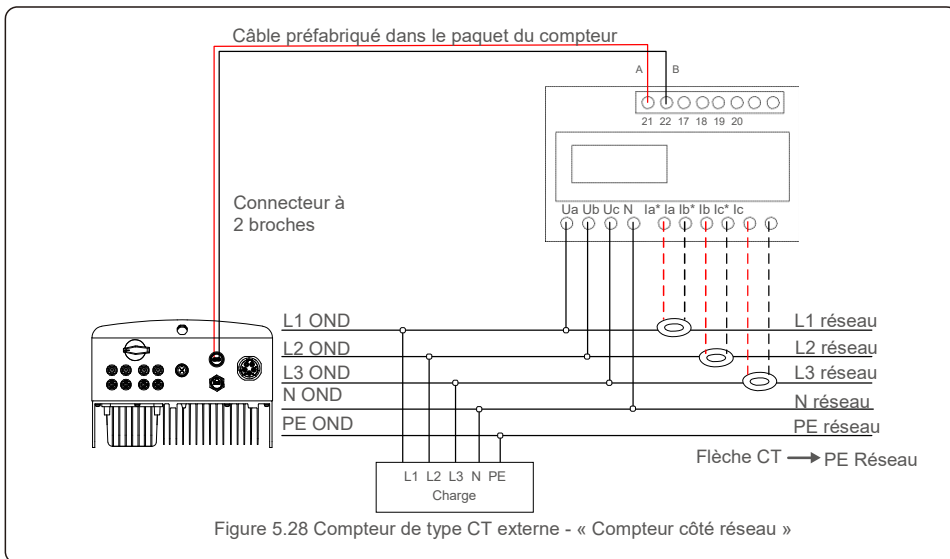 Câble préfabriqué dans le paquet du compteur
A B
21 22 17 18 19 20
Connecteur à
2 broches
Ua Ub Uc N Ia* Ia Ib* Ib Ic* Ic
L1 OND L1 réseau
L2 OND L2 réseau
L3 OND L3 réseau
N OND N réseau
PE OND PE réseau
Flèche CT PE Réseau
L1 L2 L3 N PE
Charge
Figure 5.28 Compteur de type CT externe - « Compteur côté réseau »